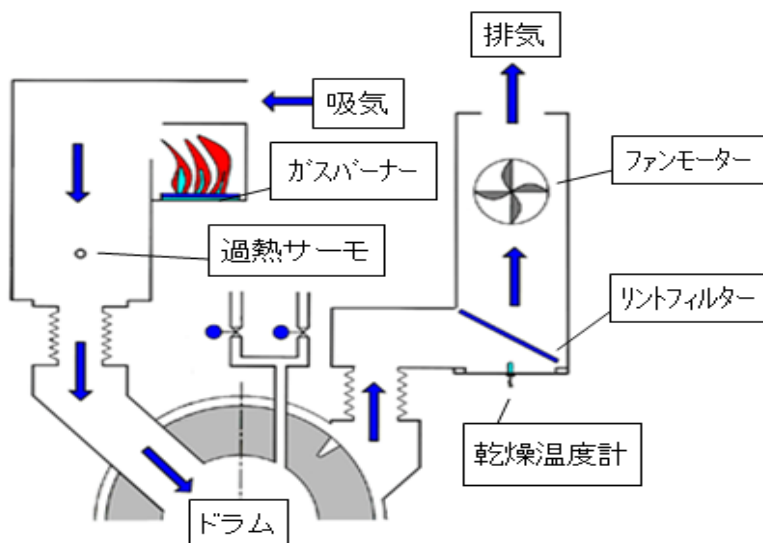 排気
吸気
ガスバーナー
ファンモーター
過熱サーモ
リントフィルター
乾燥温度計
ドラム